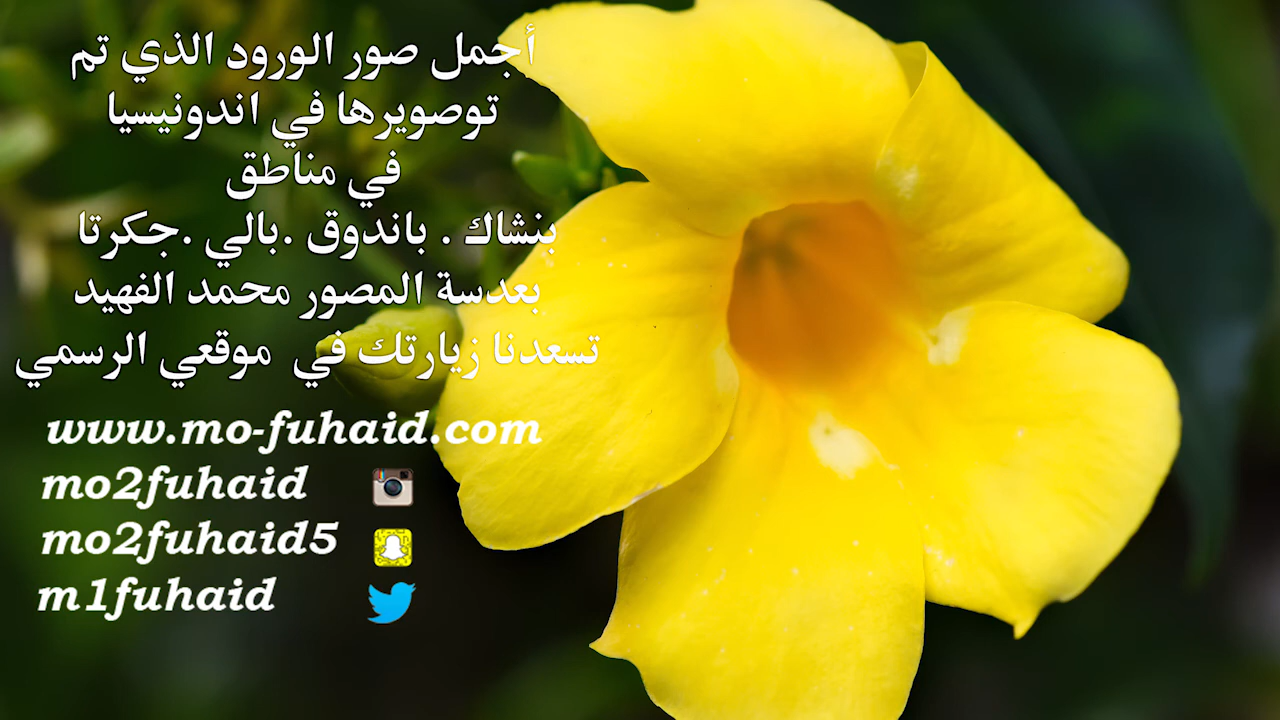 أجمل صور الورود الذي تم
توصويرها في اندونيسيا
في مناطق
بنشاك . باندوق .بالي .جكرتا
بعدسة المصور محمد الفهيد
تسعدنا زيارتك في موقعي الرسمي
www.mo-fuhaid.com
mo2fuhaid
mo2fuhaid5
m1fuhaid